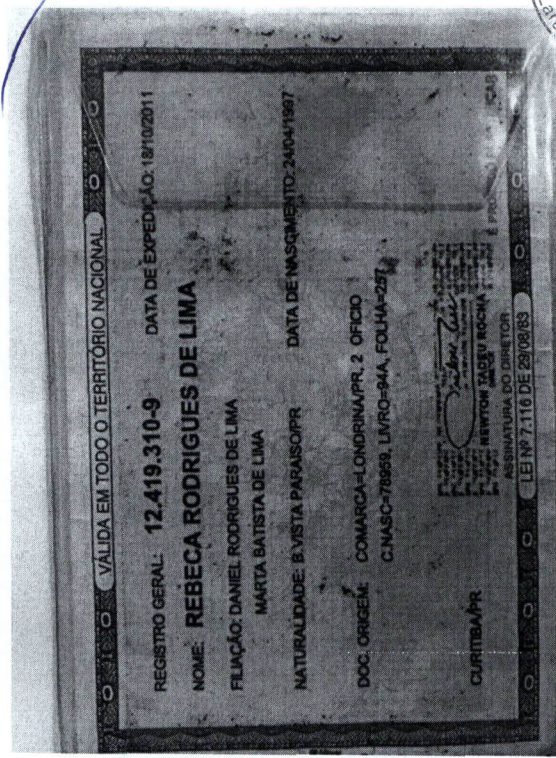 VÁLIDA EM TODO O TERRITÓRIO NACIONAL
REGISTRO GERAL: 12.419.310-9 DATA DE EXPEDIÇÃO: 18/10/2011
NOME: REBECA RODRIGUES DE LIMA
FILIAÇÃO: DANIEL RODRIGUES DE LIMA
MARTA BATISTA DE LIMA
NATURALIDADE: B.VISTA PARAISO/PR DATA DE NASCIMENTO: 24/04/1997
DOC. ORIGEM: COMARCA=LONDRINA/PR, 2 OFICIO
C.NASC=78959, LIVRO=94A, FOLHA=257
CURITIBA/PR
NEWTON TADEU ROCHA
DIRETOR
ASSINATURA DO DIRETOR
É PRO
LEI Nº 7.116 DE 29/08/83